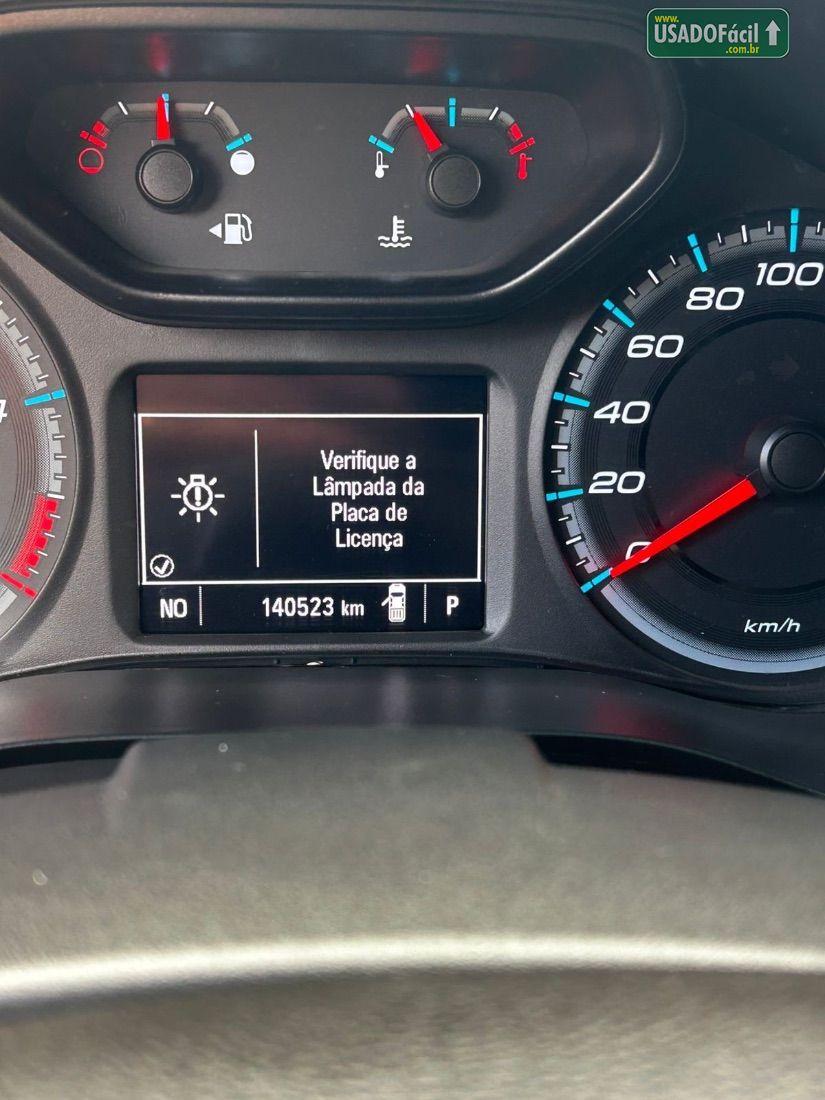 www.
USADOFácil
.com.br
100
80
60
40
20
0
km/h
4
Verifique a
Lâmpada da
Placa de
Licença
NO
140523 km
P